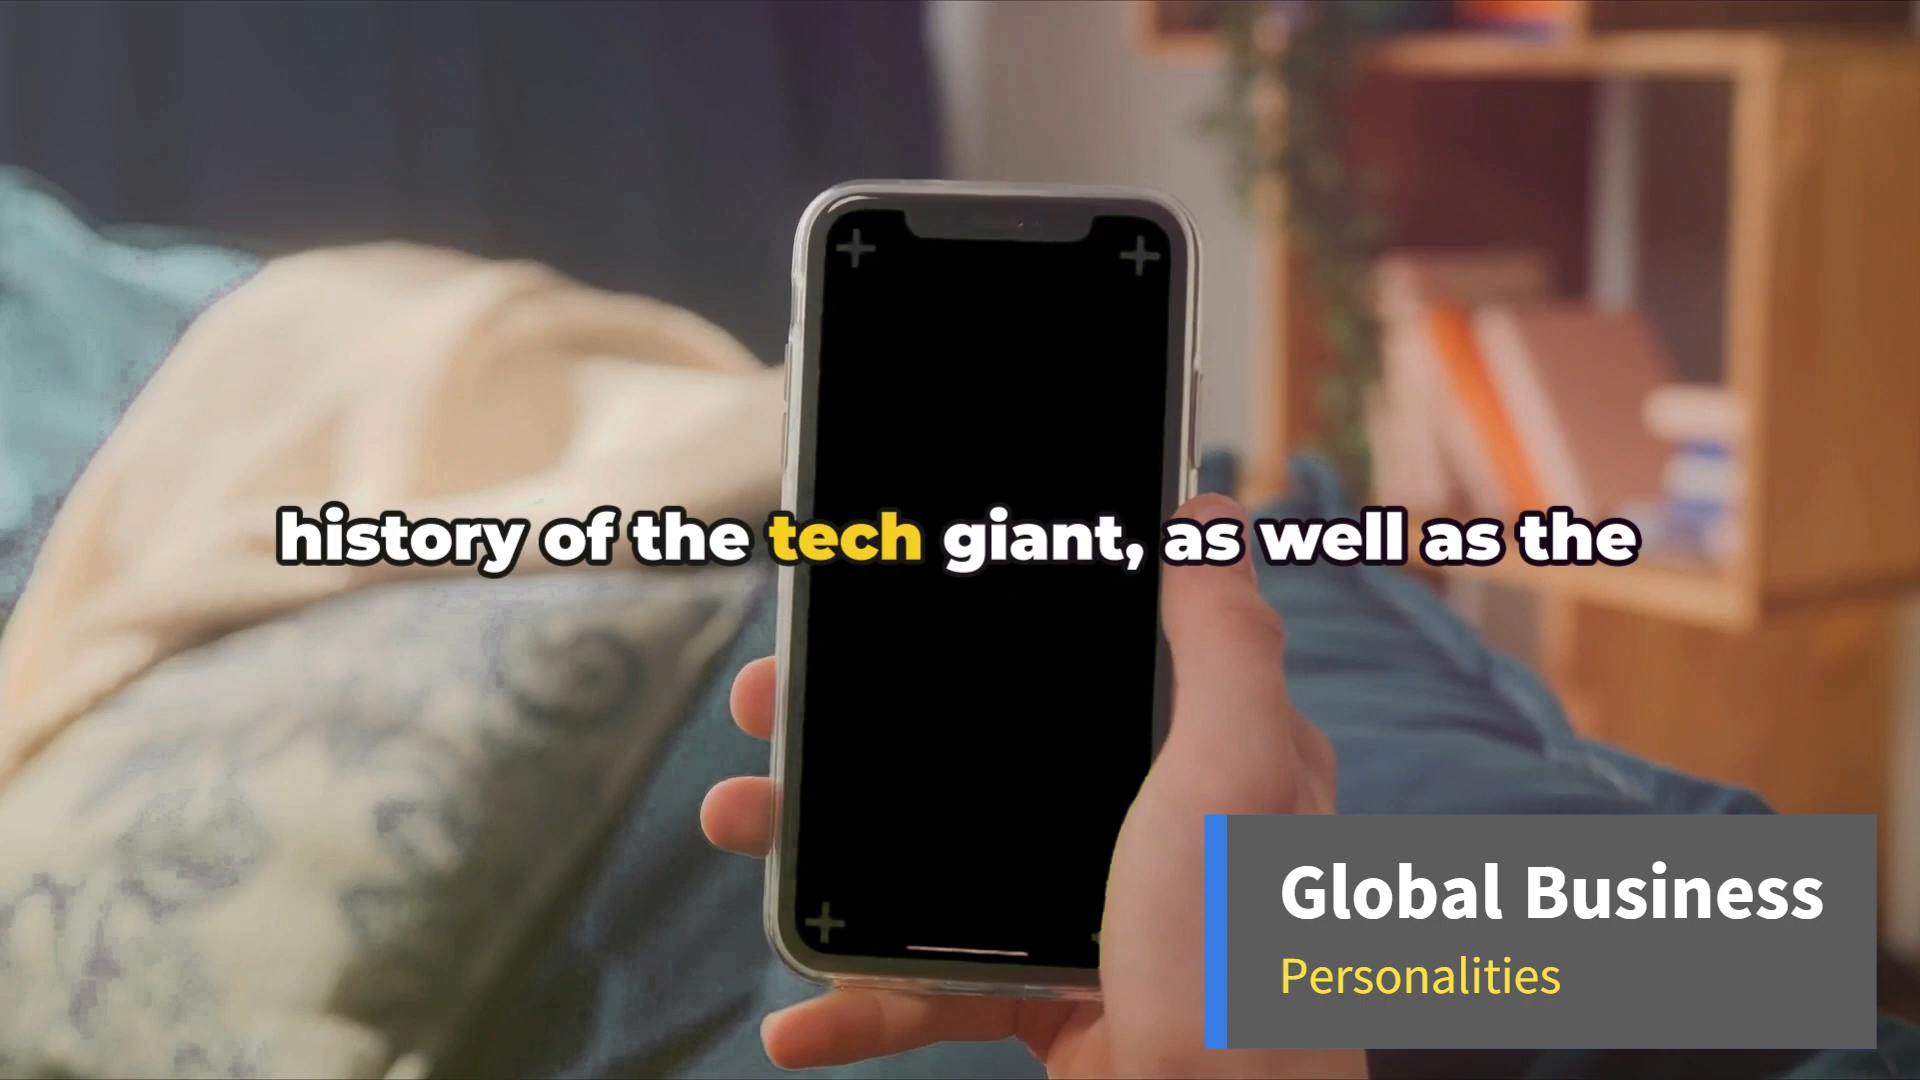 history of the tech giant, as well as the
Global Business
Personalities